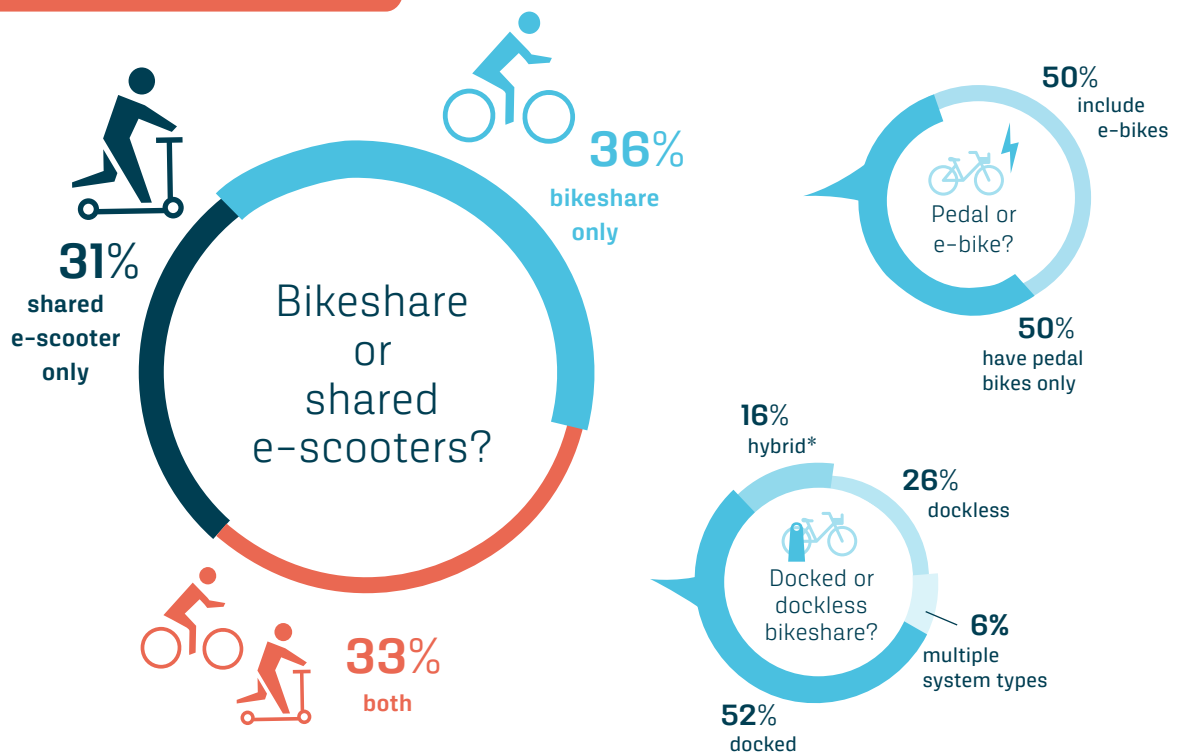 36%
bikeshare
only
31%
shared
e-scooter
only
Bikeshare
or
shared
e-scooters?
33%
both
50%
include
e-bikes
Pedal or
e-bike?
50%
have pedal
bikes only
16%
hybrid*
26%
dockless
Docked or
dockless
bikeshare?
6%
multiple
system types
52%
docked